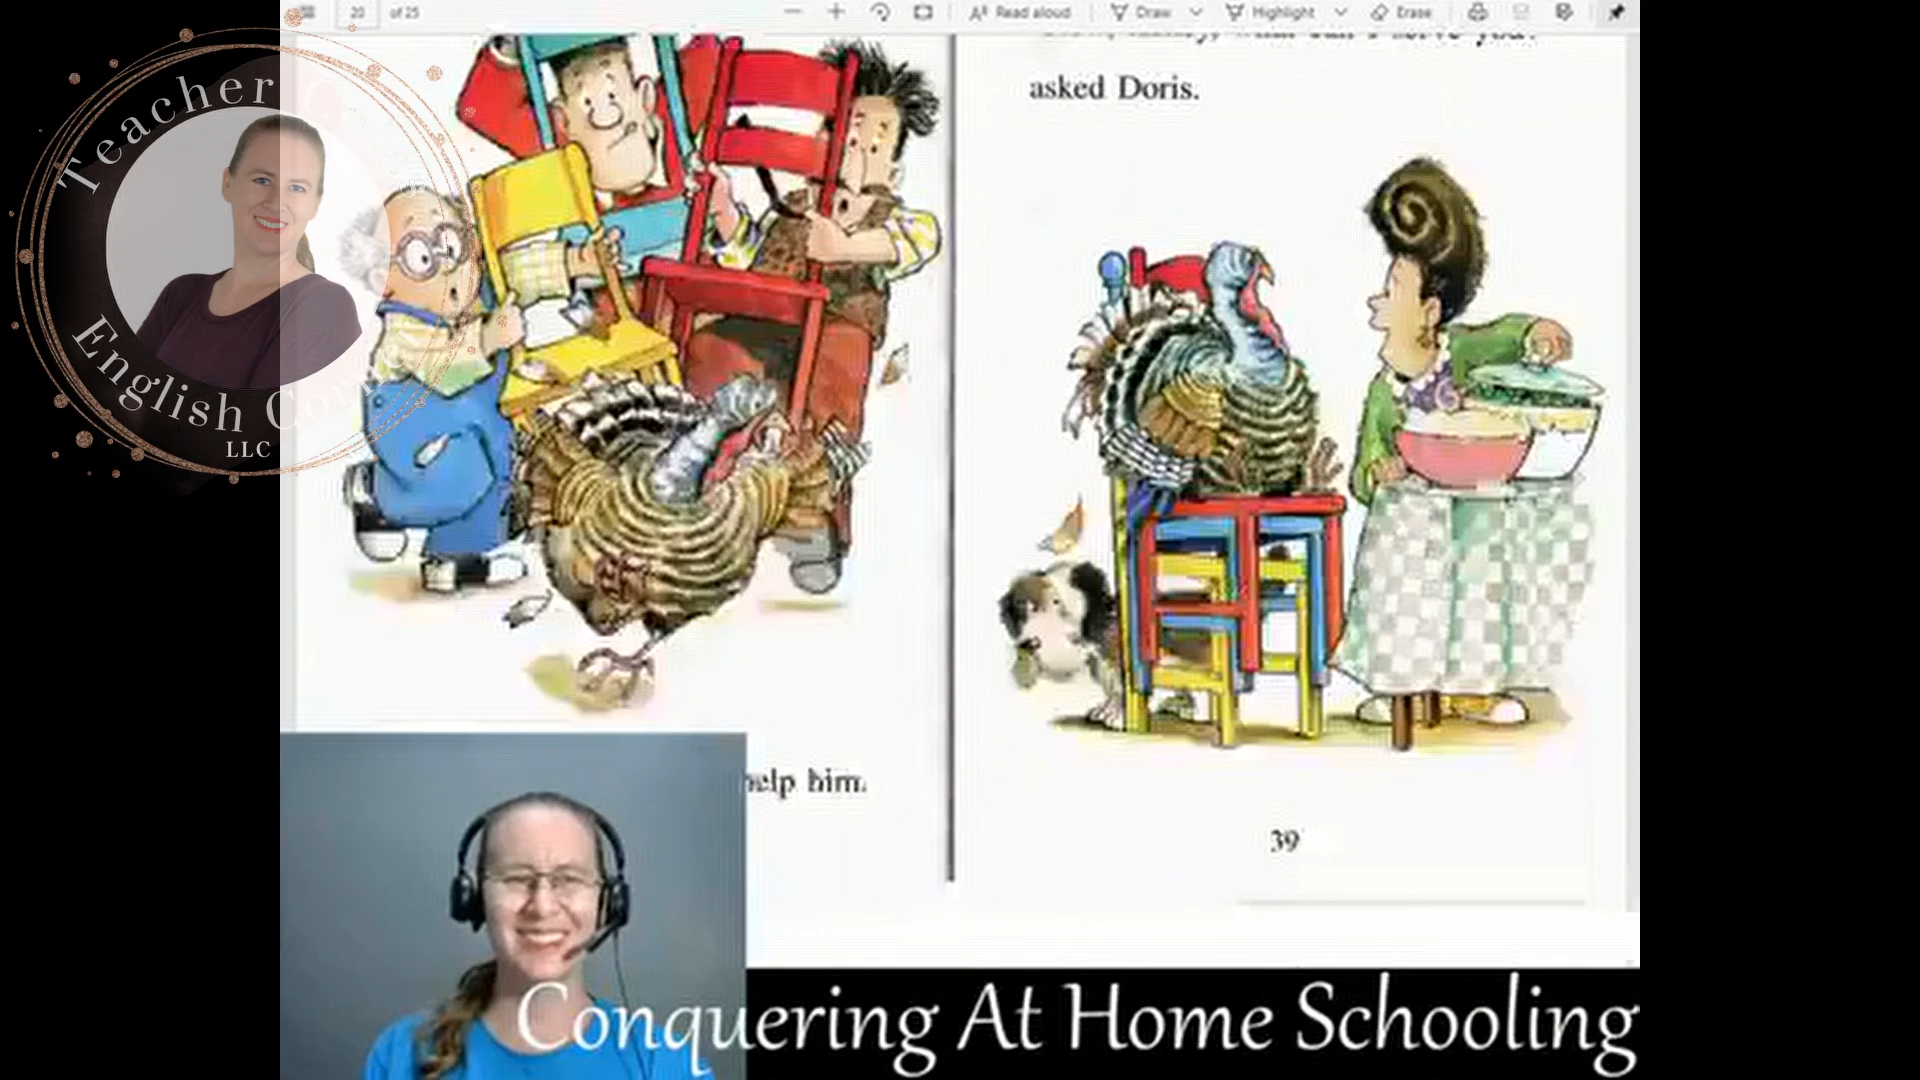 20 of 25
Read aloud
Draw
Highlight
Erase
Teacher
English
LLC
asked Doris.
help him.
39
Conquering At Home Schooling